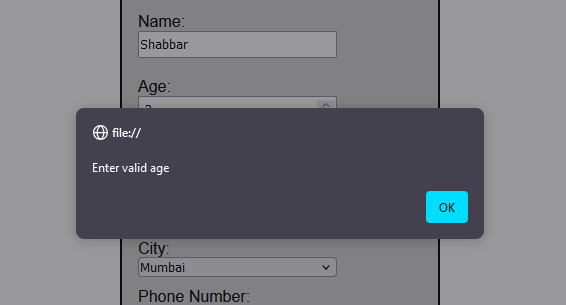 Name:
Shabbar
Age:
file://
Enter valid age
OK
City:
Mumbai
Phone Number: